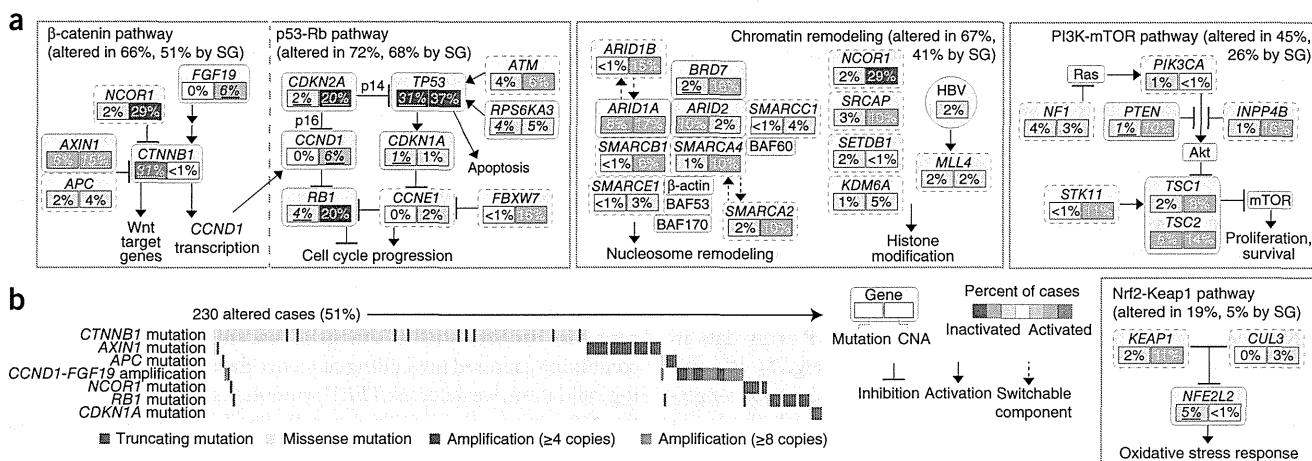 a
β-catenin pathway
(altered in 66%, 51% by SG)
FGF19
0% 6%
NCOR1
2% 29%
AXIN1
CTNNB1
31% <1%
APC
2% 4%
Wnt
target
genes
CCND1
transcription
p53-Rb pathway
(altered in 72%, 68% by SG)
CDKN2A
2% 20%
p14
p16
TP53
31% 37%
ATM
4% 6%
RPS6KA3
4% 5%
CCND1
0% 6%
CDKN1A
1% 1%
Apoptosis
RB1
4% 20%
CCNE1
0% 2%
FBXW7
<1%
Cell cycle progression
Chromatin remodeling (altered in 67%,
41% by SG)
ARID1B
<1%
BRD7
2%
ARID1A
ARID2
2%
SMARCC1
<1% 4%
BAF60
SMARCB1
<1%
SMARCA4
1%
SMARCE1
<1% 3%
β-actin
BAF53
BAF170
SMARCA2
2%
Nucleosome remodeling
NCOR1
2% 29%
SRCAP
3%
SETDB1
2% <1%
KDM6A
1% 5%
HBV
2%
MLL4
2% 2%
Histone
modification
PI3K-mTOR pathway (altered in 45%,
26% by SG)
Ras
PIK3CA
1% <1%
NF1
4% 3%
PTEN
1%
INPP4B
1%
Akt
STK11
<1%
TSC1
2%
TSC2
mTOR
Proliferation,
survival
b
230 altered cases (51%)
CTNNB1 mutation
AXIN1 mutation
APC mutation
CCND1-FGF19 amplification
NCOR1 mutation
RB1 mutation
CDKN1A mutation
Truncating mutation Missense mutation Amplification (≥4 copies) Amplification (≥8 copies)
Gene
Mutation CNA
Percent of cases
Inactivated Activated
Inhibition Activation Switchable
component
Nrf2-Keap1 pathway
(altered in 19%, 5% by SG)
KEAP1
2%
CUL3
0% 3%
NFE2L2
5% <1%
Oxidative stress response